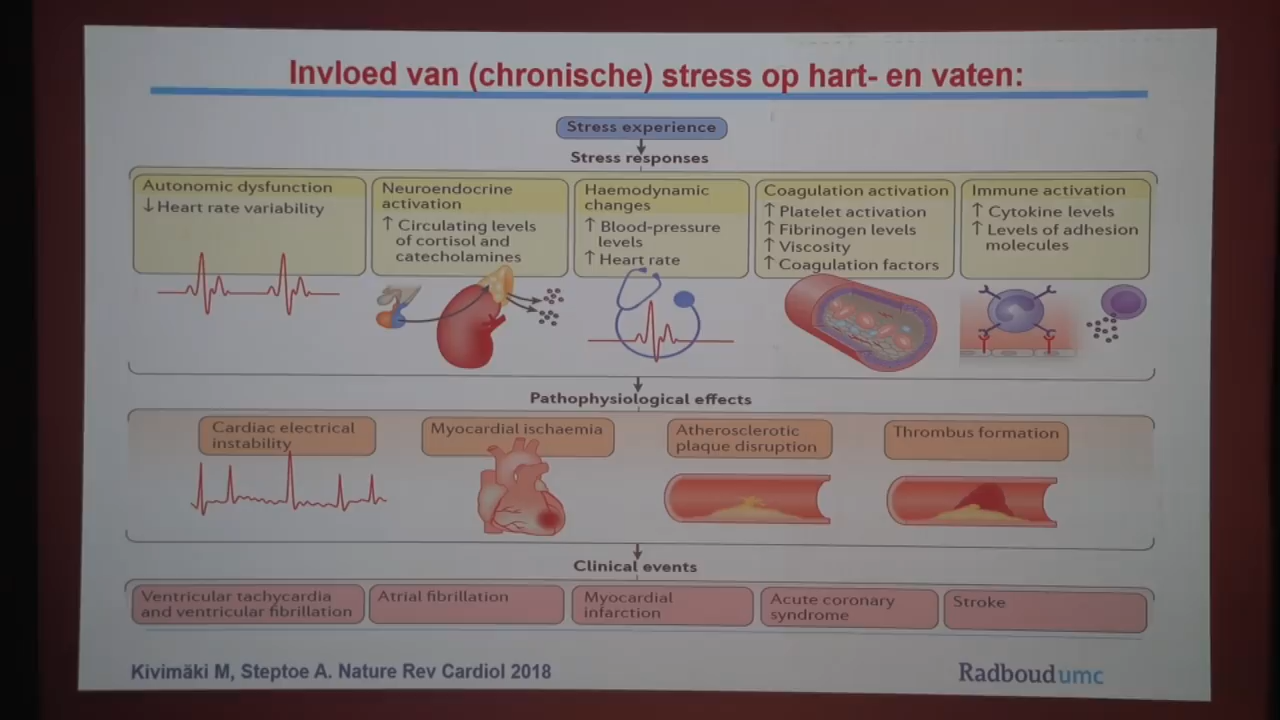 Invloed van (chronische) stress op hart- en vaten:
Stress experience
Stress responses
Autonomic dysfunction
↓ Heart rate variability
Neuroendocrine
activation
↑ Circulating levels
of cortisol and
catecholamines
Haemodynamic
changes
↑ Blood-pressure
levels
↑ Heart rate
Coagulation activation
↑ Platelet activation
↑ Fibrinogen levels
↑ Viscosity
↑ Coagulation factors
Immune activation
↑ Cytokine levels
↑ Levels of adhesion
molecules
Pathophysiological effects
Cardiac electrical
instability
Myocardial ischaemia
Atherosclerotic
plaque disruption
Thrombus formation
Clinical events
Ventricular tachycardia
and ventricular fibrillation
Atrial fibrillation
Myocardial
infarction
Acute coronary
syndrome
Stroke
Kivimäki M, Steptoe A. Nature Rev Cardiol 2018
Radboudumc